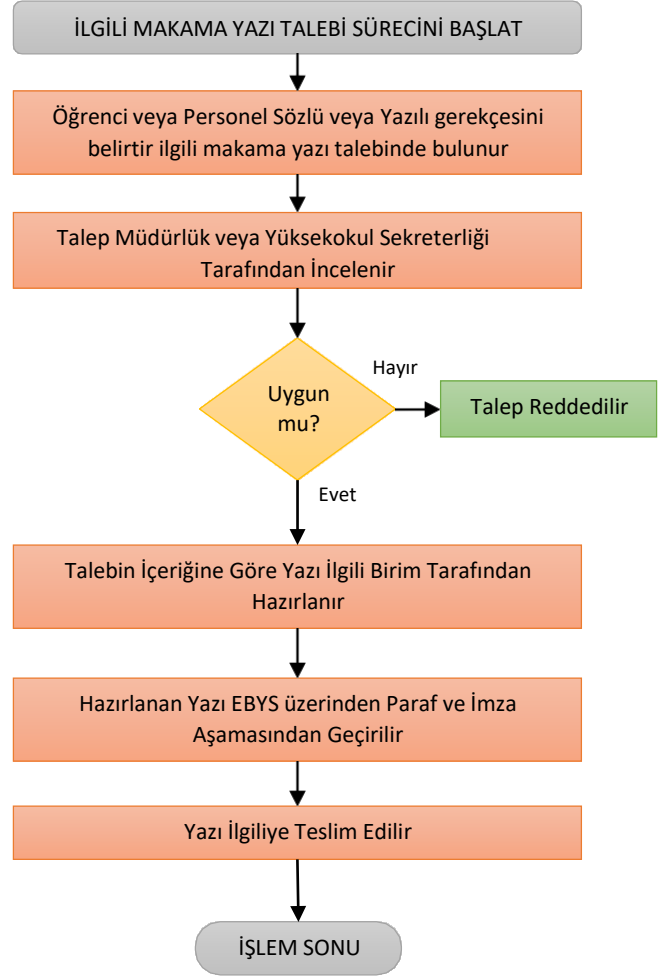 İLGİLİ MAKAMA YAZI TALEBİ SÜRECİNİ BAŞLAT
Öğrenci veya Personel Sözlü veya Yazılı gerekçesini
belirtir ilgili makama yazı talebinde bulunur
Talep Müdürlük veya Yüksekokul Sekreterliği
Tarafından İncelenir
Uygun
mu?
Hayır
Talep Reddedilir
Evet
Talebin İçeriğine Göre Yazı İlgili Birim Tarafından
Hazırlanır
Hazırlanan Yazı EBYS üzerinden Paraf ve İmza
Aşamasından Geçirilir
Yazı İlgiliye Teslim Edilir
İŞLEM SONU